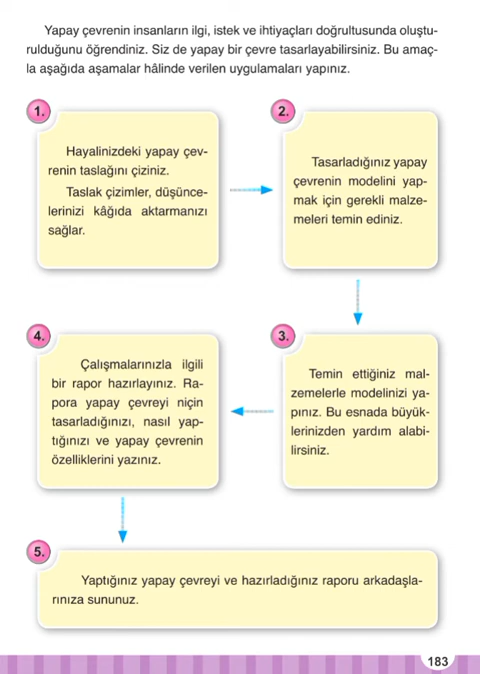 Yapay çevrenin insanların ilgi, istek ve ihtiyaçları doğrultusunda oluştu-
rulduğunu öğrendiniz. Siz de yapay bir çevre tasarlayabilirsiniz. Bu amaç-
la aşağıda aşamalar hâlinde verilen uygulamaları yapınız.
1.
Hayalinizdeki yapay çev-
renin taslağını çiziniz.
Taslak çizimler, düşünce-
lerinizi kâğıda aktarmanızı
sağlar.
2.
Tasarladığınız yapay
çevrenin modelini yap-
mak için gerekli malze-
meleri temin ediniz.
3.
Temin ettiğiniz mal-
zemelerle modelinizi ya-
pınız. Bu esnada büyük-
lerinizden yardım alabi-
lirsiniz.
4.
Çalışmalarınızla ilgili
bir rapor hazırlayınız. Ra-
pora yapay çevreyi niçin
tasarladığınızı, nasıl yap-
tığınızı ve yapay çevrenin
özelliklerini yazınız.
5.
Yaptığınız yapay çevreyi ve hazırladığınız raporu arkadaşla-
rınıza sununuz.
183